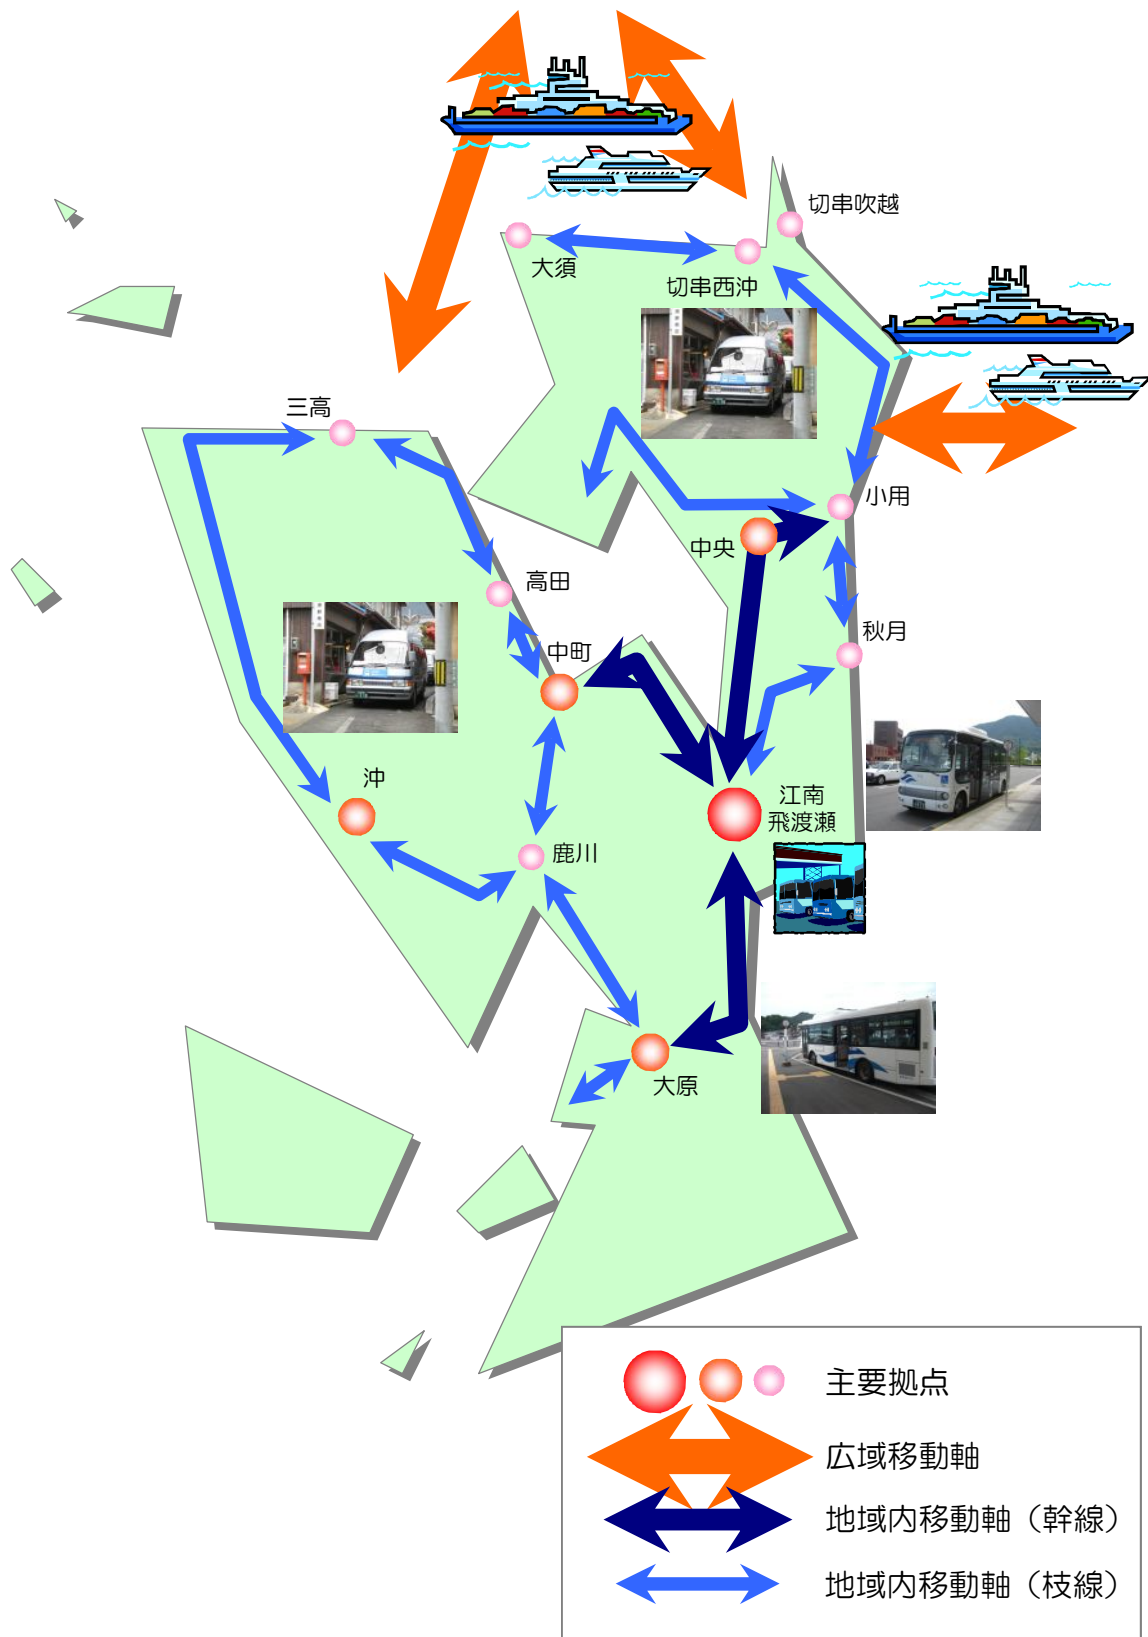 切串吹越
大須
切串西沖
三高
小用
中央
高田
秋月
中町
沖
江南
飛渡瀬
鹿川
大原
主要拠点
広域移動軸
地域内移動軸（幹線）
地域内移動軸（枝線）